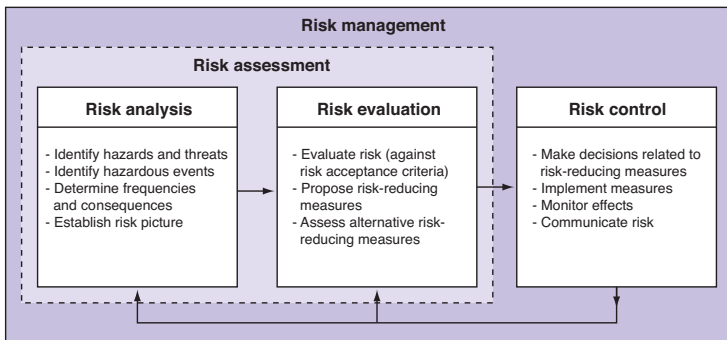 Risk management
Risk assessment
Risk analysis
- Identify hazards and threats
- Identify hazardous events
- Determine frequencies
and consequences
- Establish risk picture
Risk evaluation
- Evaluate risk (against
risk acceptance criteria)
- Propose risk-reducing
measures
- Assess alternative risk-
reducing measures
Risk control
- Make decisions related to
risk-reducing measures
- Implement measures
- Monitor effects
- Communicate risk